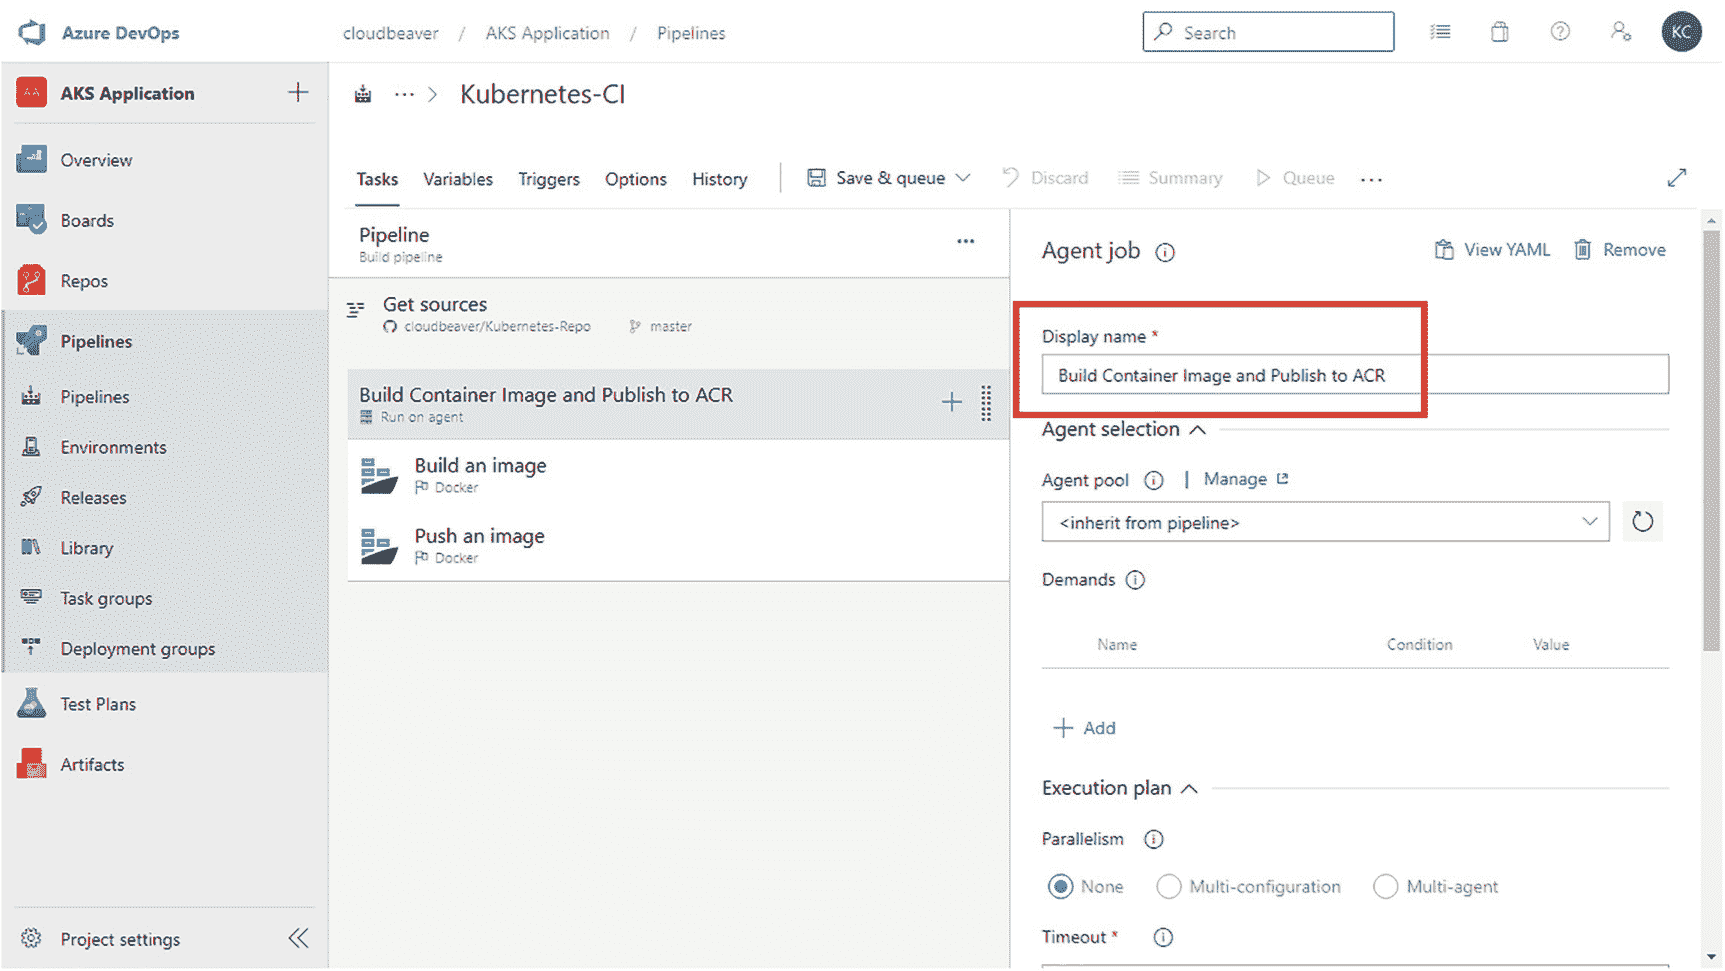 Azure DevOps
cloudbeaver / AKS Application / Pipelines
Search
KC
AA
AKS Application
Overview
Boards
Repos
Pipelines
Pipelines
Environments
Releases
Library
Task groups
Deployment groups
Test Plans
Artifacts
Project settings
Kubernetes-CI
Tasks Variables Triggers Options History Save & queue Discard Summary Queue
Pipeline
Build pipeline
Get sources
cloudbeaver/Kubernetes-Repo master
Build Container Image and Publish to ACR
Run on agent
Build an image
Docker
Push an image
Docker
Agent job View YAML Remove
Display name *
Build Container Image and Publish to ACR
Agent selection
Agent pool | Manage
<inherit from pipeline>
Demands
Name Condition Value
Add
Execution plan
Parallelism
None Multi-configuration Multi-agent
Timeout *